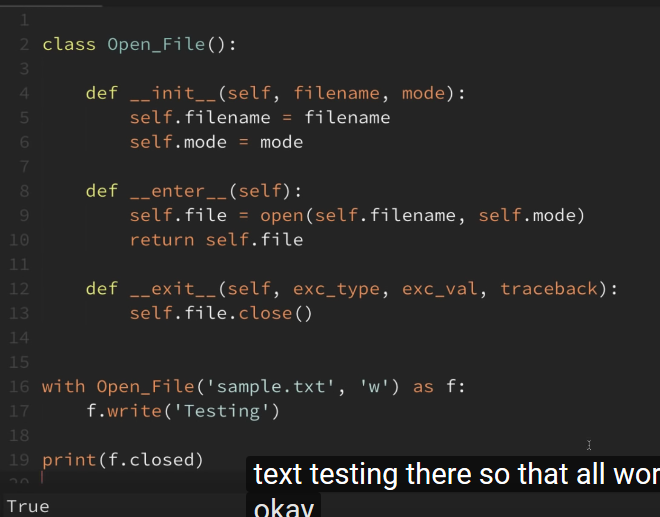 1
2 class Open_File():
3
4     def __init__(self, filename, mode):
5         self.filename = filename
6         self.mode = mode
7
8     def __enter__(self):
9         self.file = open(self.filename, self.mode)
10         return self.file
11
12     def __exit__(self, exc_type, exc_val, traceback):
13         self.file.close()
14
15
16 with Open_File('sample.txt', 'w') as f:
17     f.write('Testing')
18
19 print(f.closed)
20
text testing there so that all wor
okay
True